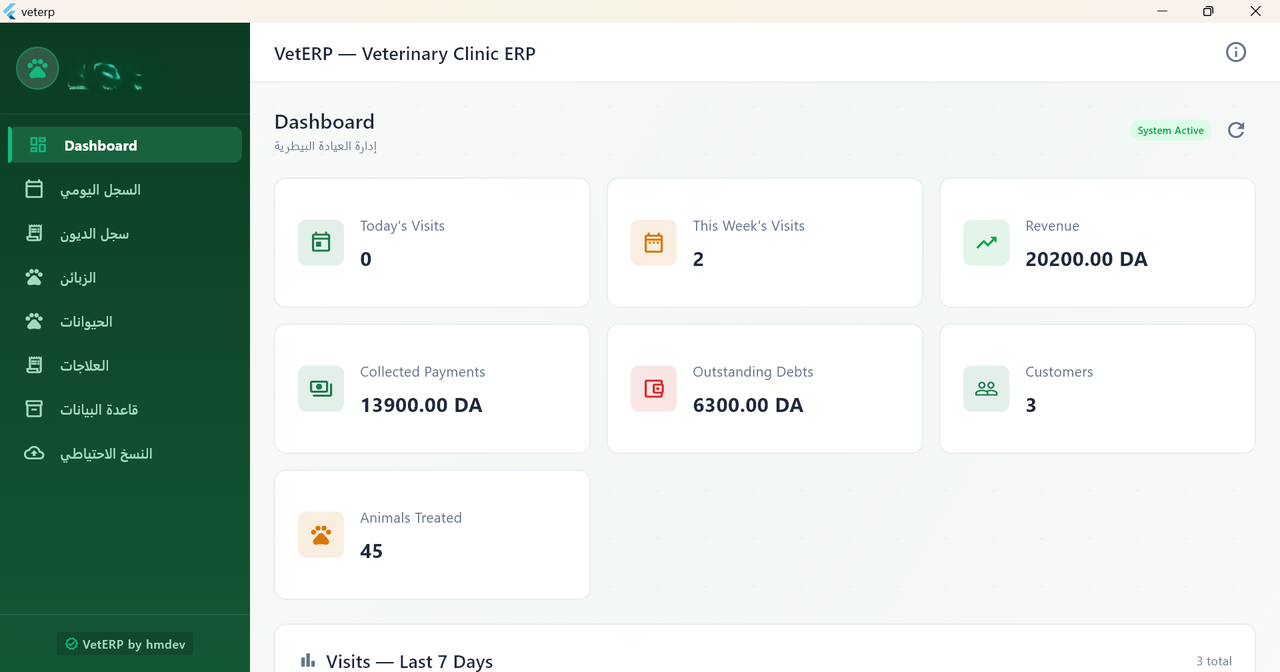 veterp
VetERP — Veterinary Clinic ERP
Dashboard
السجل اليومي
سجل الديون
الزبائن
الحيوانات
العلاجات
قاعدة البيانات
النسخ الاحتياطي
VetERP by hmdev
Dashboard
إدارة العيادة البيطرية
System Active
Today's Visits
0
This Week's Visits
2
Revenue
20200.00 DA
Collected Payments
13900.00 DA
Outstanding Debts
6300.00 DA
Customers
3
Animals Treated
45
Visits — Last 7 Days
3 total